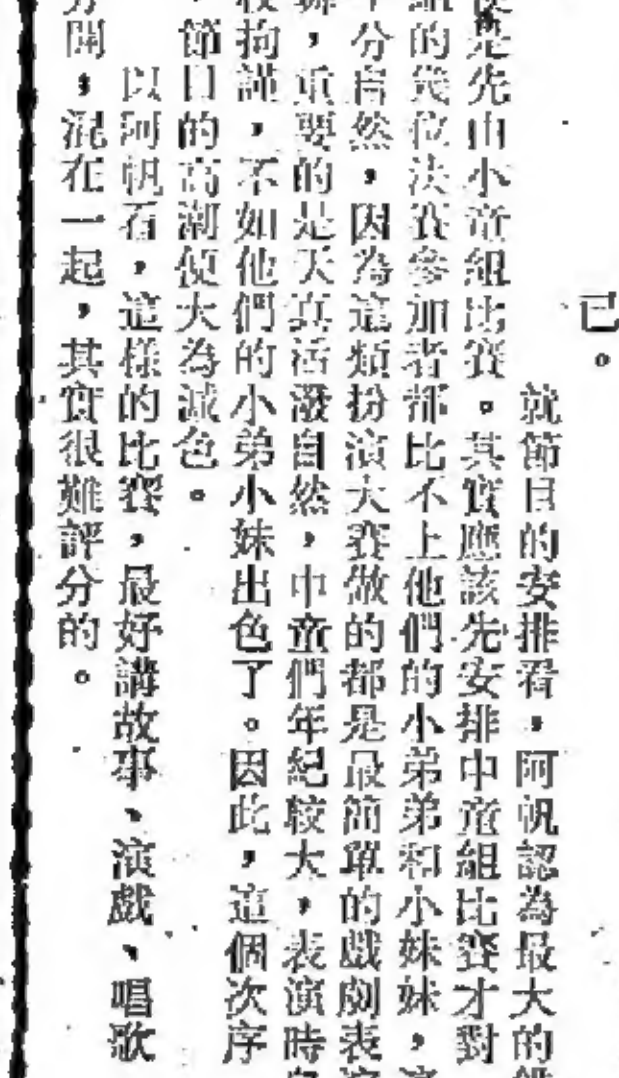 已。
就節目的安排看，阿帆認為最大的
是先由小童組比賽。其實應該先安排中童組比賽才對
組的幾位決賽參加者都比不上他們的小弟弟和小妹妹，
分自然，因為這類扮演大賽做的都是最簡單的戲劇表演
，重要的是天真活潑自然，中童們年紀較大，表演時
拘謹，不如他們的小弟小妹出色了。因此，這個次序
，節目的高潮便大為減色。
以阿帆看，這樣的比賽，最好講故事、演戲、唱歌
分開，混在一起，其實很難評分的。